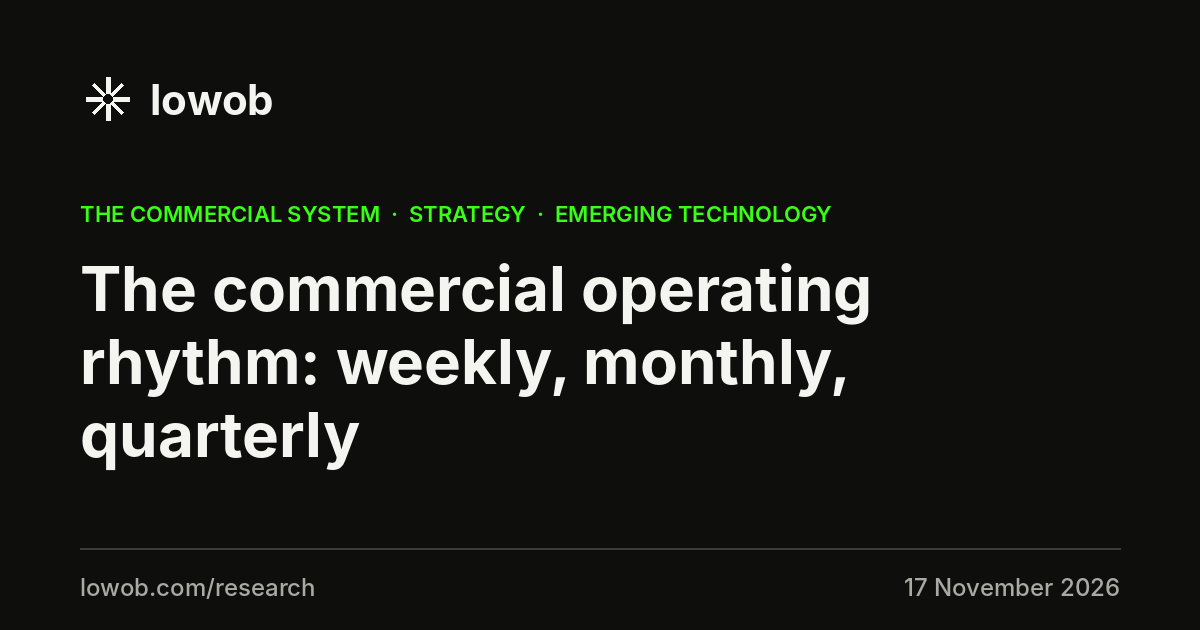 lowob
THE COMMERCIAL SYSTEM · STRATEGY · EMERGING TECHNOLOGY
The commercial operating
rhythm: weekly, monthly,
quarterly
lowob.com/research
17 November 2026